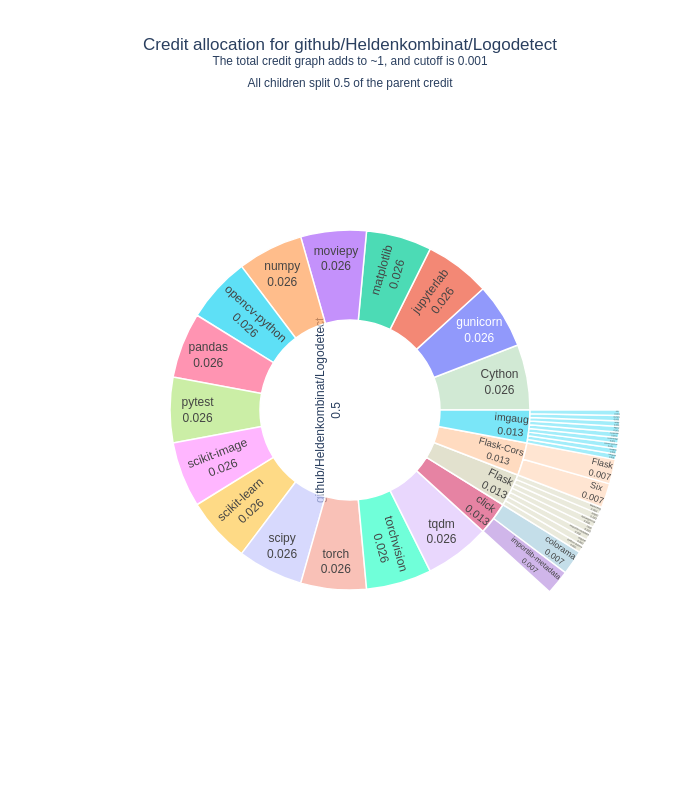 Credit allocation for github/Heldenkombinat/Logodetect
The total credit graph adds to ~1, and cutoff is 0.001
All children split 0.5 of the parent credit
github/Heldenkombinat/Logodetect
0.5
Cython
0.026
gunicorn
0.026
jupyterlab
0.026
matplotlib
0.026
moviepy
0.026
numpy
0.026
opencv-python
0.026
pandas
0.026
pytest
0.026
scikit-image
0.026
scikit-learn
0.026
scipy
0.026
torch
0.026
torchvision
0.026
tqdm
0.026
click
0.013
Flask
0.013
Flask-Cors
0.013
imgaug
0.013
Flask
0.007
Six
0.007
colorama
0.007
importlib-metadata
0.007